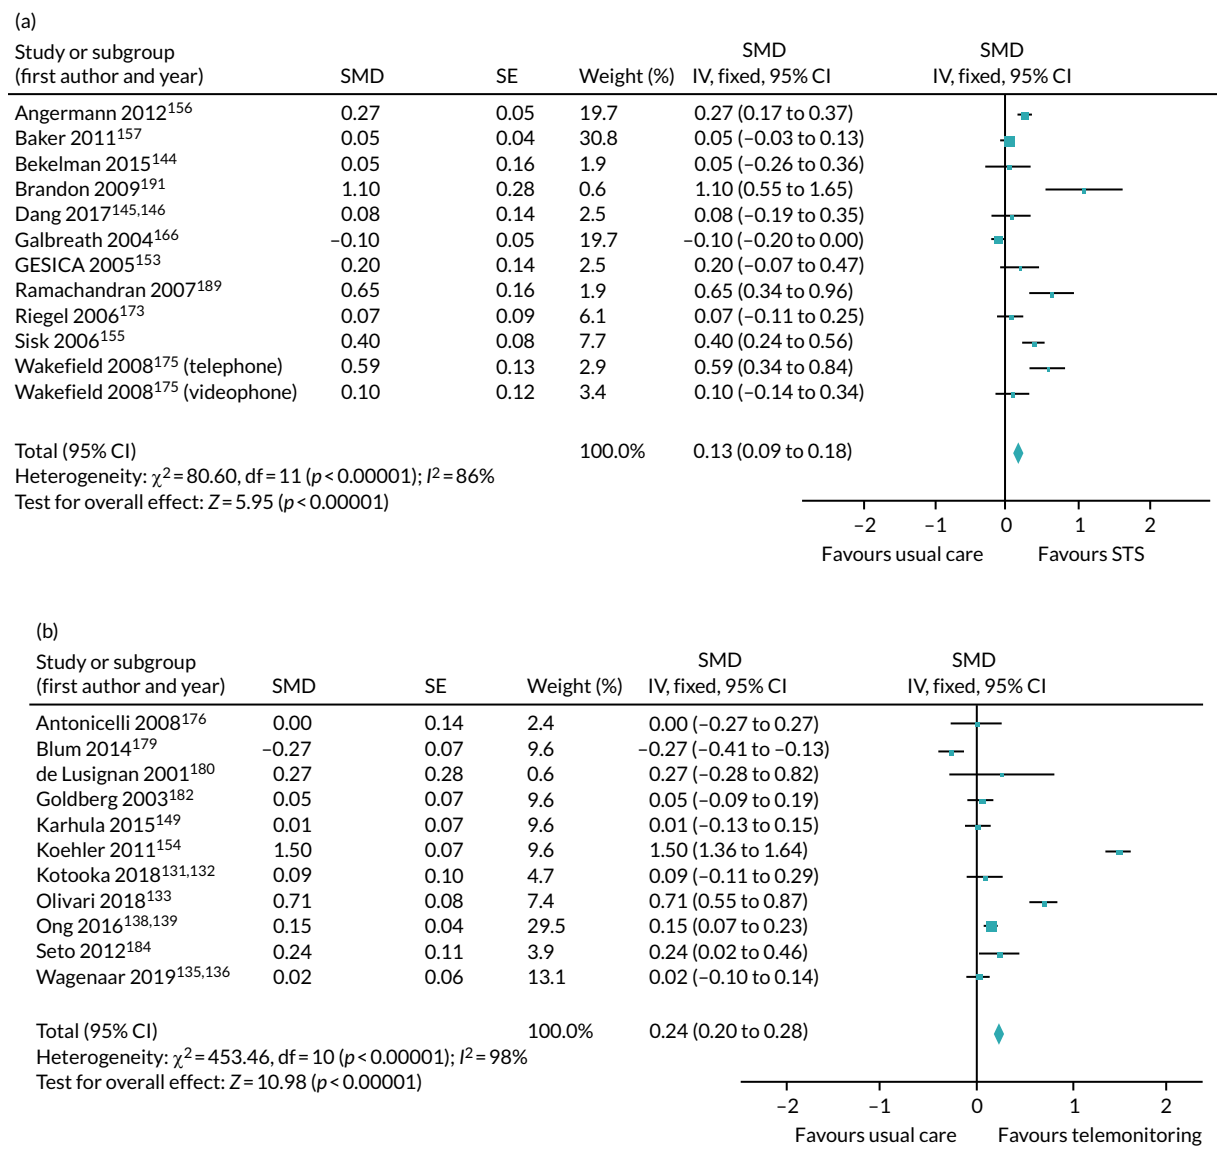 (a)
Study or subgroup SMD SMD
(first author and year) SMD SE Weight (%) IV, fixed, 95% CI IV, fixed, 95% CI
Angermann 2012156 0.27 0.05 19.7 0.27 (0.17 to 0.37)
Baker 2011157 0.05 0.04 30.8 0.05 (–0.03 to 0.13)
Bekelman 2015144 0.05 0.16 1.9 0.05 (–0.26 to 0.36)
Brandon 2009191 1.10 0.28 0.6 1.10 (0.55 to 1.65)
Dang 2017145,146 0.08 0.14 2.5 0.08 (–0.19 to 0.35)
Galbreath 2004166 –0.10 0.05 19.7 –0.10 (–0.20 to 0.00)
GESICA 2005153 0.20 0.14 2.5 0.20 (–0.07 to 0.47)
Ramachandran 2007189 0.65 0.16 1.9 0.65 (0.34 to 0.96)
Riegel 2006173 0.07 0.09 6.1 0.07 (–0.11 to 0.25)
Sisk 2006155 0.40 0.08 7.7 0.40 (0.24 to 0.56)
Wakefield 2008175 (telephone) 0.59 0.13 2.9 0.59 (0.34 to 0.84)
Wakefield 2008175 (videophone) 0.10 0.12 3.4 0.10 (–0.14 to 0.34)
Total (95% CI) 100.0% 0.13 (0.09 to 0.18)
Heterogeneity: χ2 = 80.60, df = 11 (p < 0.00001); I2 = 86%
Test for overall effect: Z = 5.95 (p < 0.00001)
–2 –1 0 1 2
Favours usual care Favours STS
(b)
Study or subgroup SMD SMD
(first author and year) SMD SE Weight (%) IV, fixed, 95% CI IV, fixed, 95% CI
Antonicelli 2008176 0.00 0.14 2.4 0.00 (–0.27 to 0.27)
Blum 2014179 –0.27 0.07 9.6 –0.27 (–0.41 to –0.13)
de Lusignan 2001180 0.27 0.28 0.6 0.27 (–0.28 to 0.82)
Goldberg 2003182 0.05 0.07 9.6 0.05 (–0.09 to 0.19)
Karhula 2015149 0.01 0.07 9.6 0.01 (–0.13 to 0.15)
Koehler 2011154 1.50 0.07 9.6 1.50 (1.36 to 1.64)
Kotooka 2018131,132 0.09 0.10 4.7 0.09 (–0.11 to 0.29)
Olivari 2018133 0.71 0.08 7.4 0.71 (0.55 to 0.87)
Ong 2016138,139 0.15 0.04 29.5 0.15 (0.07 to 0.23)
Seto 2012184 0.24 0.11 3.9 0.24 (0.02 to 0.46)
Wagenaar 2019135,136 0.02 0.06 13.1 0.02 (–0.10 to 0.14)
Total (95% CI) 100.0% 0.24 (0.20 to 0.28)
Heterogeneity: χ2 = 453.46, df = 10 (p < 0.00001); I2 = 98%
Test for overall effect: Z = 10.98 (p < 0.00001)
–2 –1 0 1 2
Favours usual care Favours telemonitoring